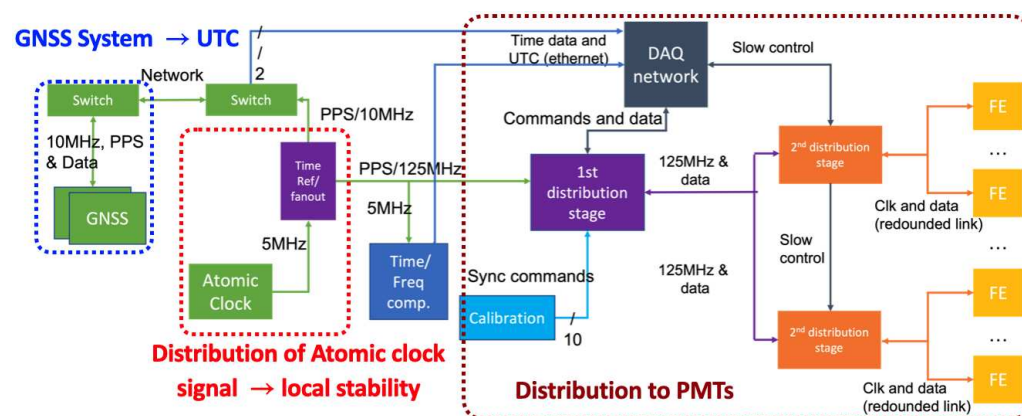 GNSS System → UTC
Network
Switch
Switch
/
/
2
10MHz, PPS
& Data
GNSS
PPS/10MHz
Time
Ref/
fanout
5MHz
Atomic
Clock
Distribution of Atomic clock
signal → local stability
PPS/125MHz
5MHz
Time/
Freq
comp.
Time data and
UTC (ethernet)
DAQ
network
Slow control
Commands and data
1st
distribution
stage
125MHz &
data
125MHz &
data
Sync commands
Calibration
/
10
Distribution to PMTs
2nd distribution
stage
Slow
control
2nd distribution
stage
Clk and data
(redounded link)
Clk and data
(redounded link)
FE
...
FE
...
FE
...
FE